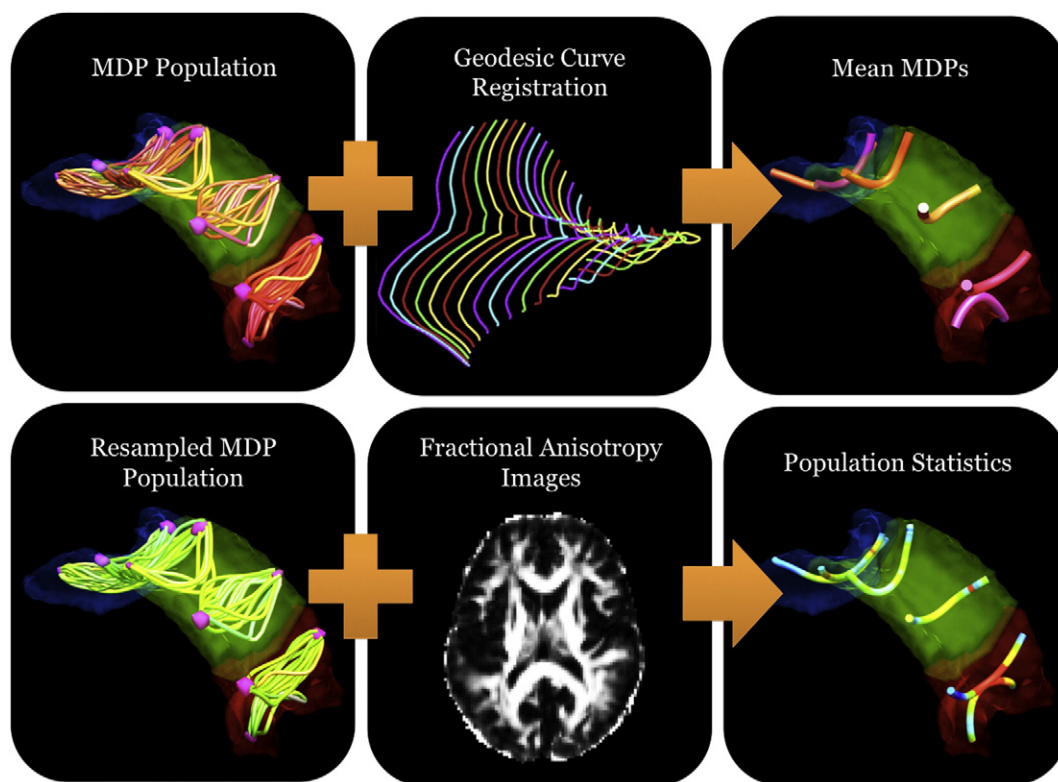 MDP Population
Geodesic Curve
Registration
Mean MDPs
Resampled MDP
Population
Fractional Anisotropy
Images
Population Statistics